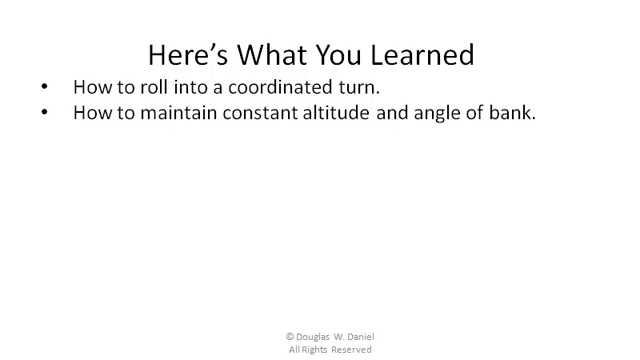 Here’s What You Learned
• How to roll into a coordinated turn.
• How to maintain constant altitude and angle of bank.
© Douglas W. Daniel
All Rights Reserved